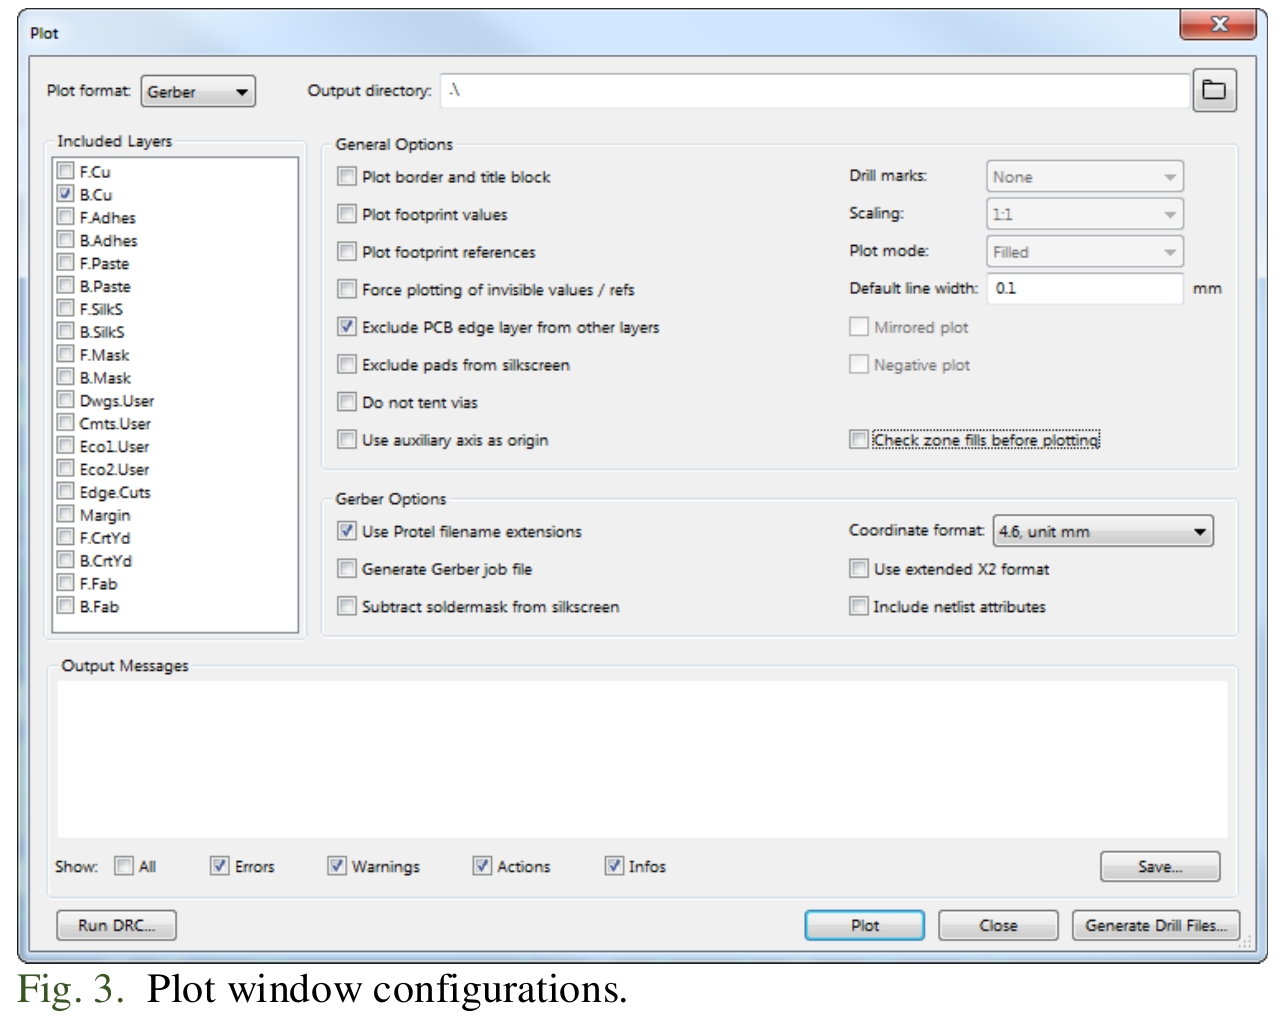 Plot
Plot format: Gerber Output directory: .\
Included Layers
F.Cu
B.Cu
F.Adhes
B.Adhes
F.Paste
B.Paste
F.SilkS
B.SilkS
F.Mask
B.Mask
Dwgs.User
Cmts.User
Eco1.User
Eco2.User
Edge.Cuts
Margin
F.CrtYd
B.CrtYd
F.Fab
B.Fab
General Options
Plot border and title block Drill marks: None
Plot footprint values Scaling: 1:1
Plot footprint references Plot mode: Filled
Force plotting of invisible values / refs Default line width: 0.1 mm
Exclude PCB edge layer from other layers Mirrored plot
Exclude pads from silkscreen Negative plot
Do not tent vias
Use auxiliary axis as origin Check zone fills before plotting
Gerber Options
Use Protel filename extensions Coordinate format: 4.6, unit mm
Generate Gerber job file Use extended X2 format
Subtract soldermask from silkscreen Include netlist attributes
Output Messages
Show: All Errors Warnings Actions Infos Save...
Run DRC... Plot Close Generate Drill Files...
Fig. 3. Plot window configurations.